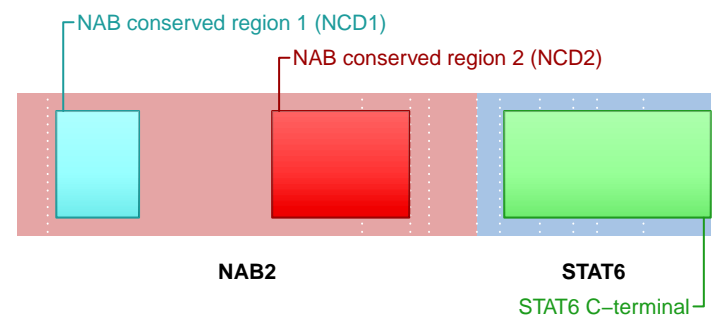 NAB conserved region 1 (NCD1)
NAB conserved region 2 (NCD2)
NAB2
STAT6
STAT6 C−terminal